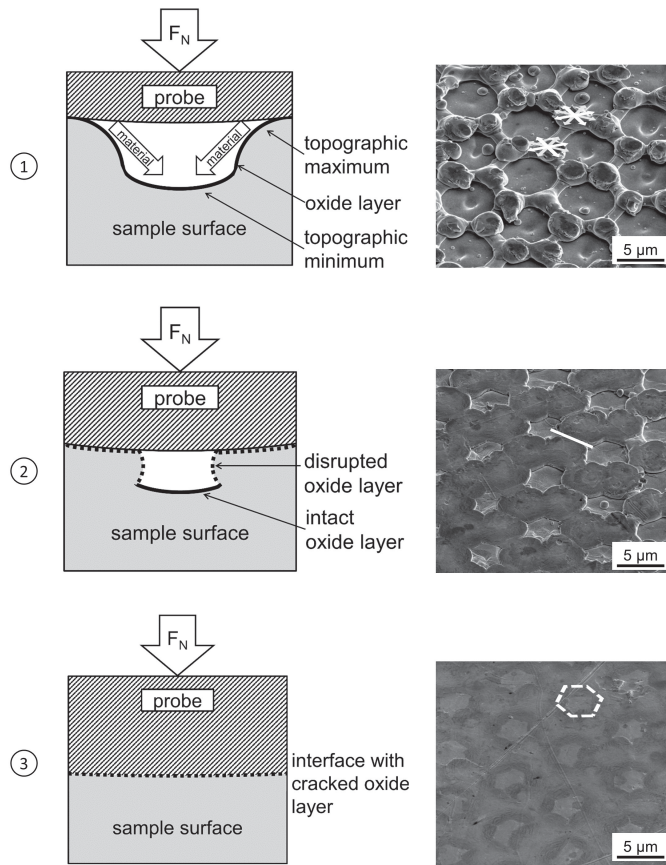 F_N
probe
material
material
topographic
maximum
1
oxide layer
sample surface
topographic
minimum
5 µm
F_N
probe
2
disrupted
oxide layer
intact
oxide layer
sample surface
5 µm
F_N
probe
3
interface with
cracked oxide
layer
sample surface
5 µm